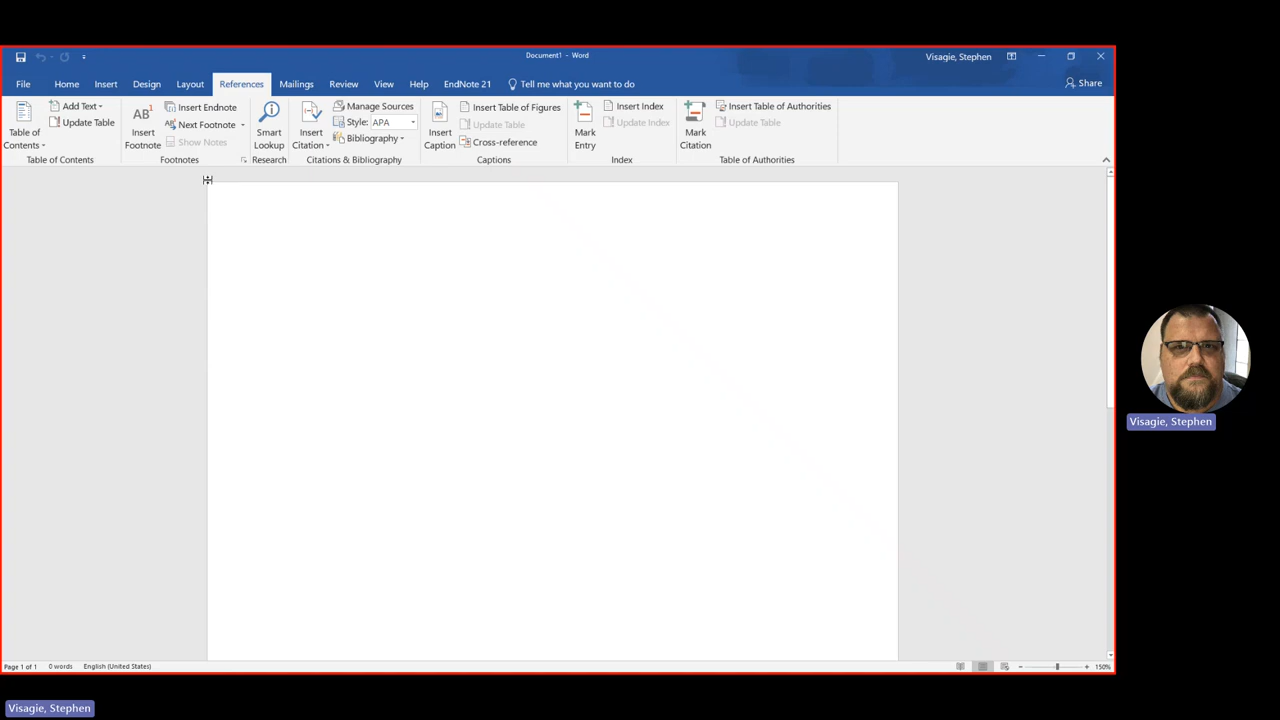 Document1 - Word
Visagie, Stephen
File Home Insert Design Layout References Mailings Review View Help EndNote 21 Tell me what you want to do Share
Table of Contents
Add Text
Update Table
Table of Contents
AB1 Insert Footnote
Insert Endnote
Next Footnote
Show Notes
Footnotes
Smart Lookup
Research
Insert Citation
Manage Sources
Style: APA
Bibliography
Citations & Bibliography
Insert Caption
Insert Table of Figures
Update Table
Cross-reference
Captions
Mark Entry
Insert Index
Update Index
Index
Mark Citation
Insert Table of Authorities
Update Table
Table of Authorities
Visagie, Stephen
Page 1 of 1 0 words English (United States) 150%
Visagie, Stephen